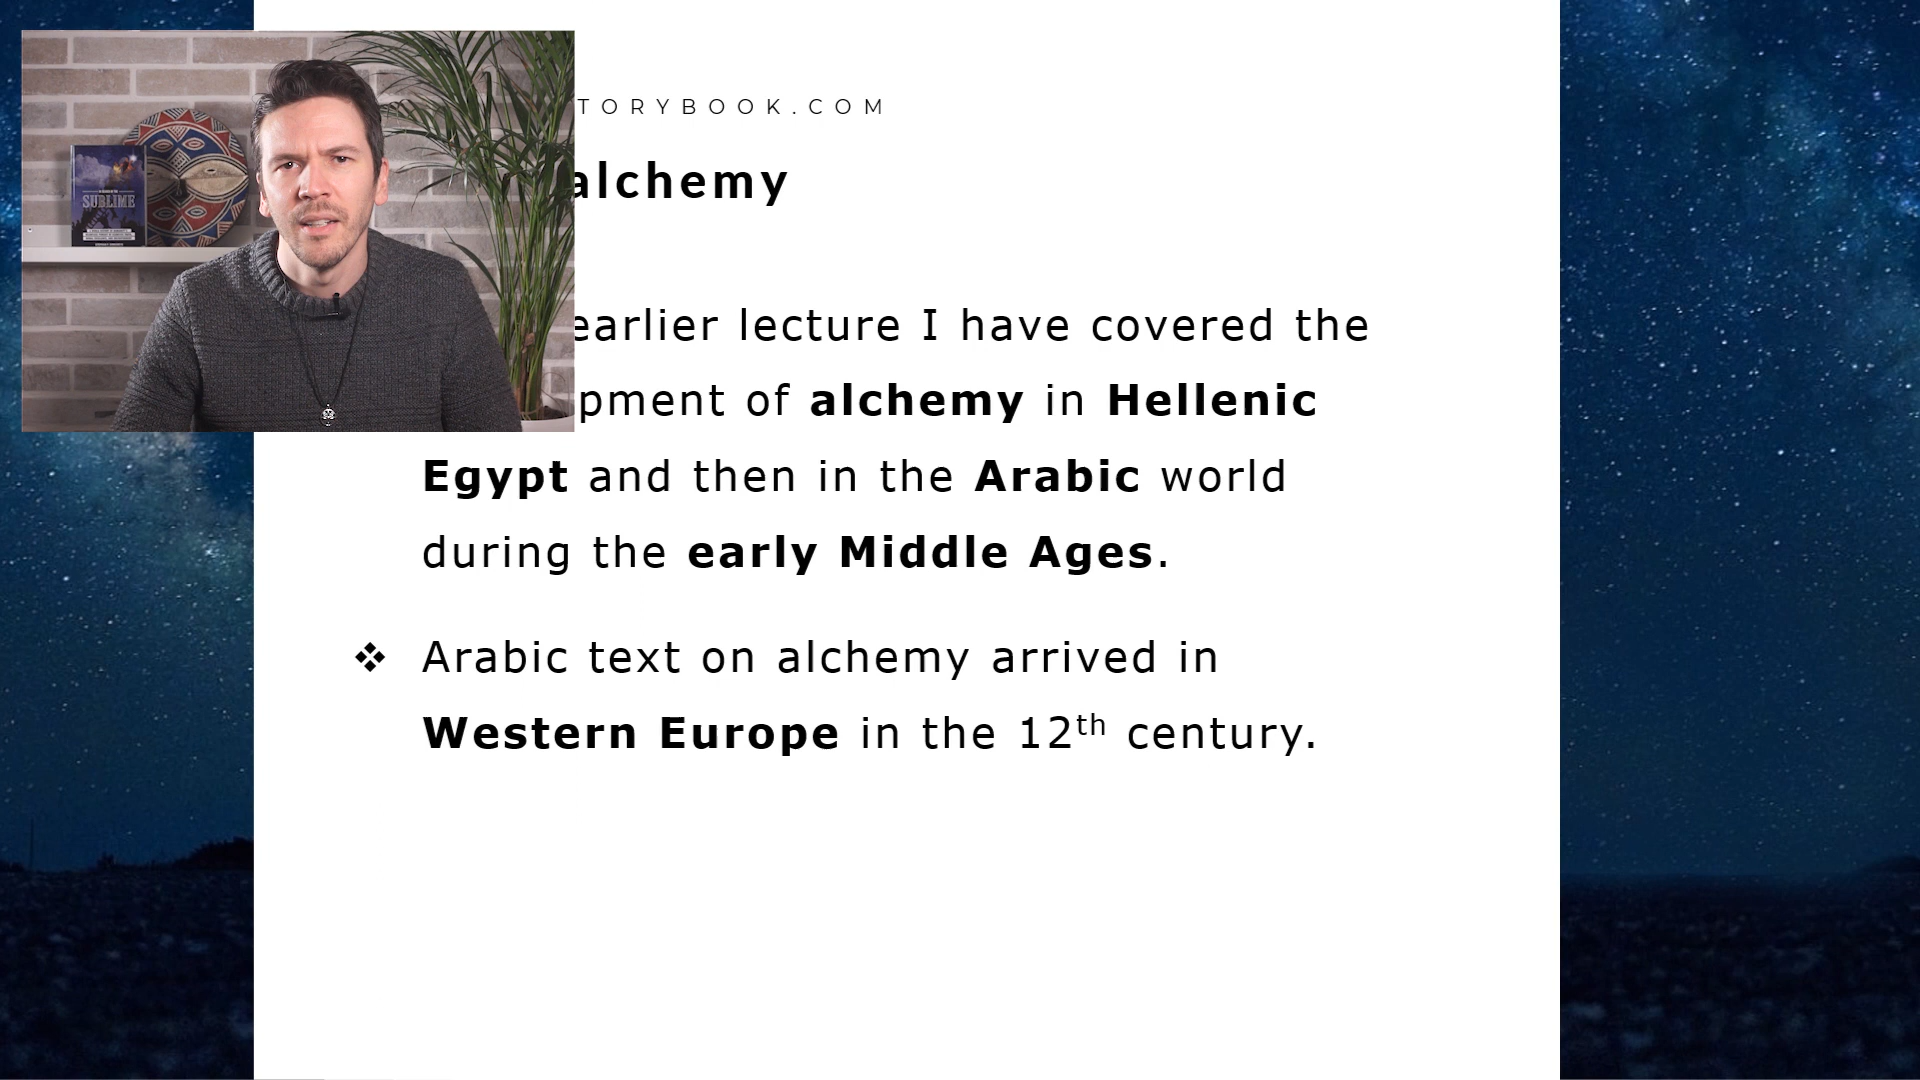 TORYBOOK.COM
alchemy
earlier lecture I have covered the
pment of alchemy in Hellenic
Egypt and then in the Arabic world
during the early Middle Ages.
❖ Arabic text on alchemy arrived in
Western Europe in the 12th century.
SUBLIME